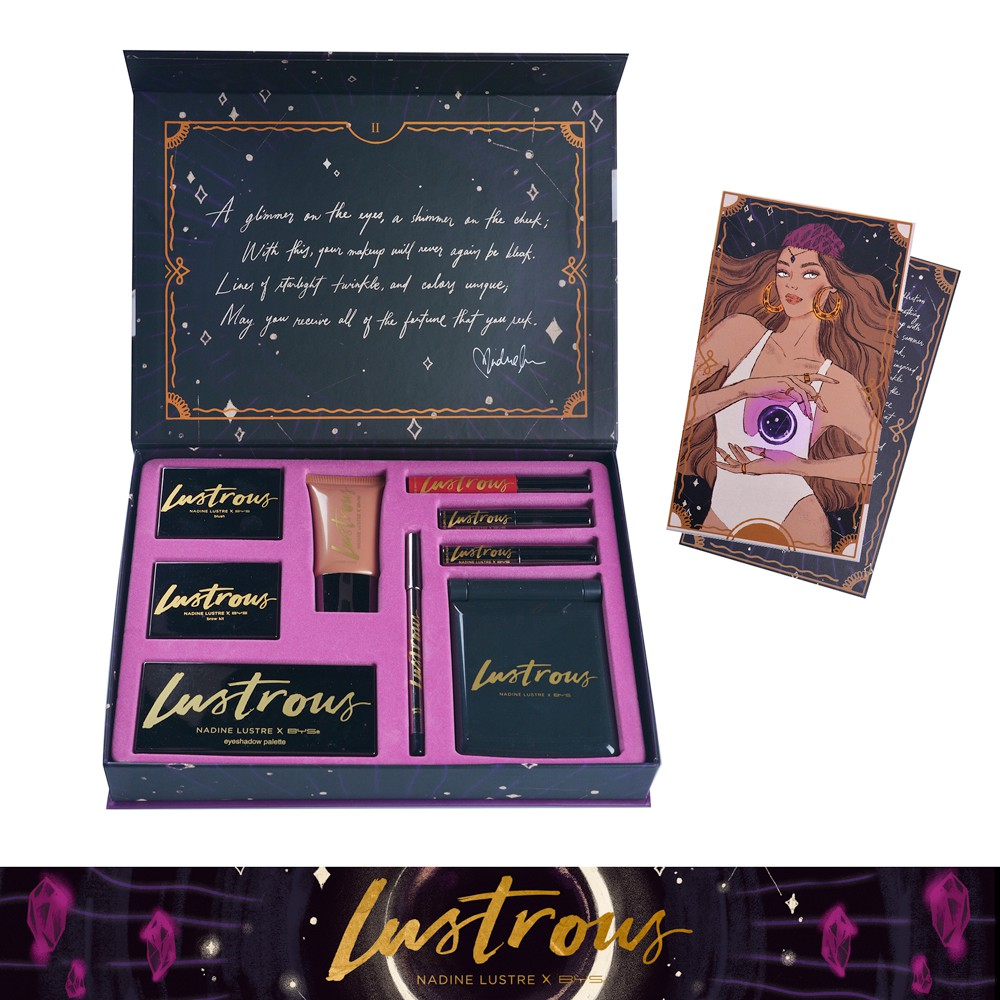 II
A glimmer on the eyes, a shimmer on the cheek;
With this, your makeup will never again be bleak.
Lines of starlight twinkle, and colors unique;
May you receive all of the fortune that you seek.
Lustrous
NADINE LUSTRE X BYS
blush
Lustrous
Lustrous
Lustrous
Lustrous
Lustrous
NADINE LUSTRE X BYS
brow kit
Lustrous
Lustrous
NADINE LUSTRE X BYS
eyeshadow palette
Lustrous
NADINE LUSTRE X BYS
summer
the
Lustrous
NADINE LUSTRE X BYS